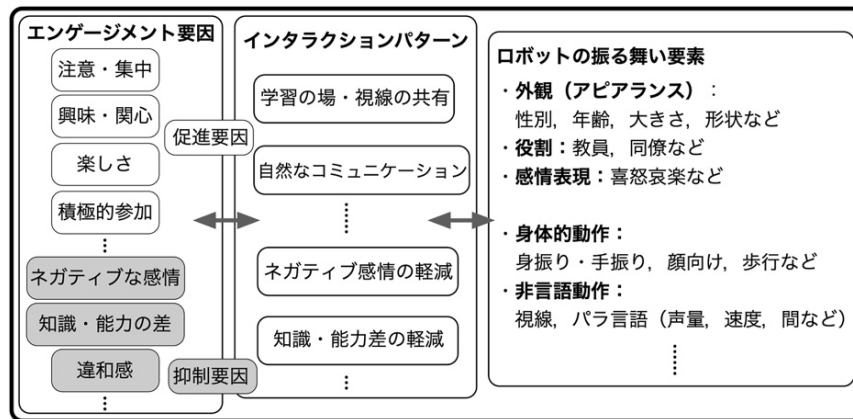 エンゲージメント要因
注意・集中
興味・関心
楽しさ
積極的参加
ネガティブな感情
知識・能力の差
違和感
促進要因
抑制要因
インタラクションパターン
学習の場・視線の共有
自然なコミュニケーション
ネガティブ感情の軽減
知識・能力差の軽減
ロボットの振る舞い要素
・外観（アピアランス）：
性別，年齢，大きさ，形状など
・役割：教員，同僚など
・感情表現：喜怒哀楽など
・身体的動作：
身振り・手振り，顔向け，歩行など
・非言語動作：
視線，パラ言語（声量，速度，間など）